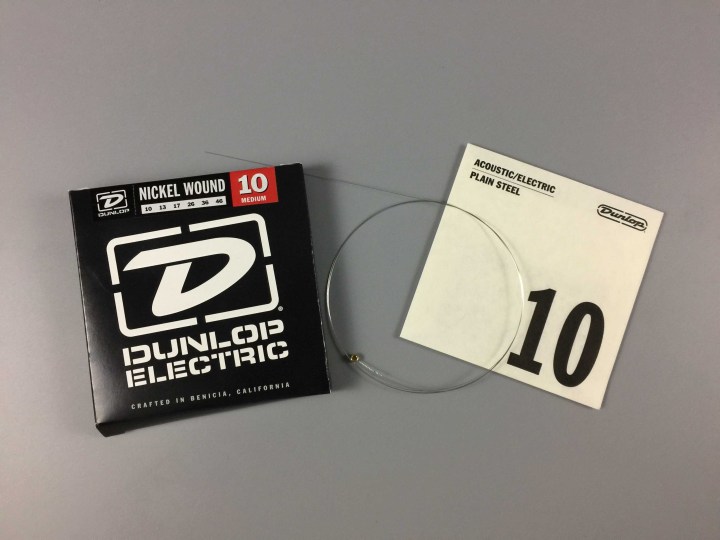 DUNLOP
NICKEL WOUND
10 13 17 26 36 46
10
MEDIUM
DUNLOP
ELECTRIC
CRAFTED IN BENICIA, CALIFORNIA
ACOUSTIC/ELECTRIC
PLAIN STEEL
Dunlop
10